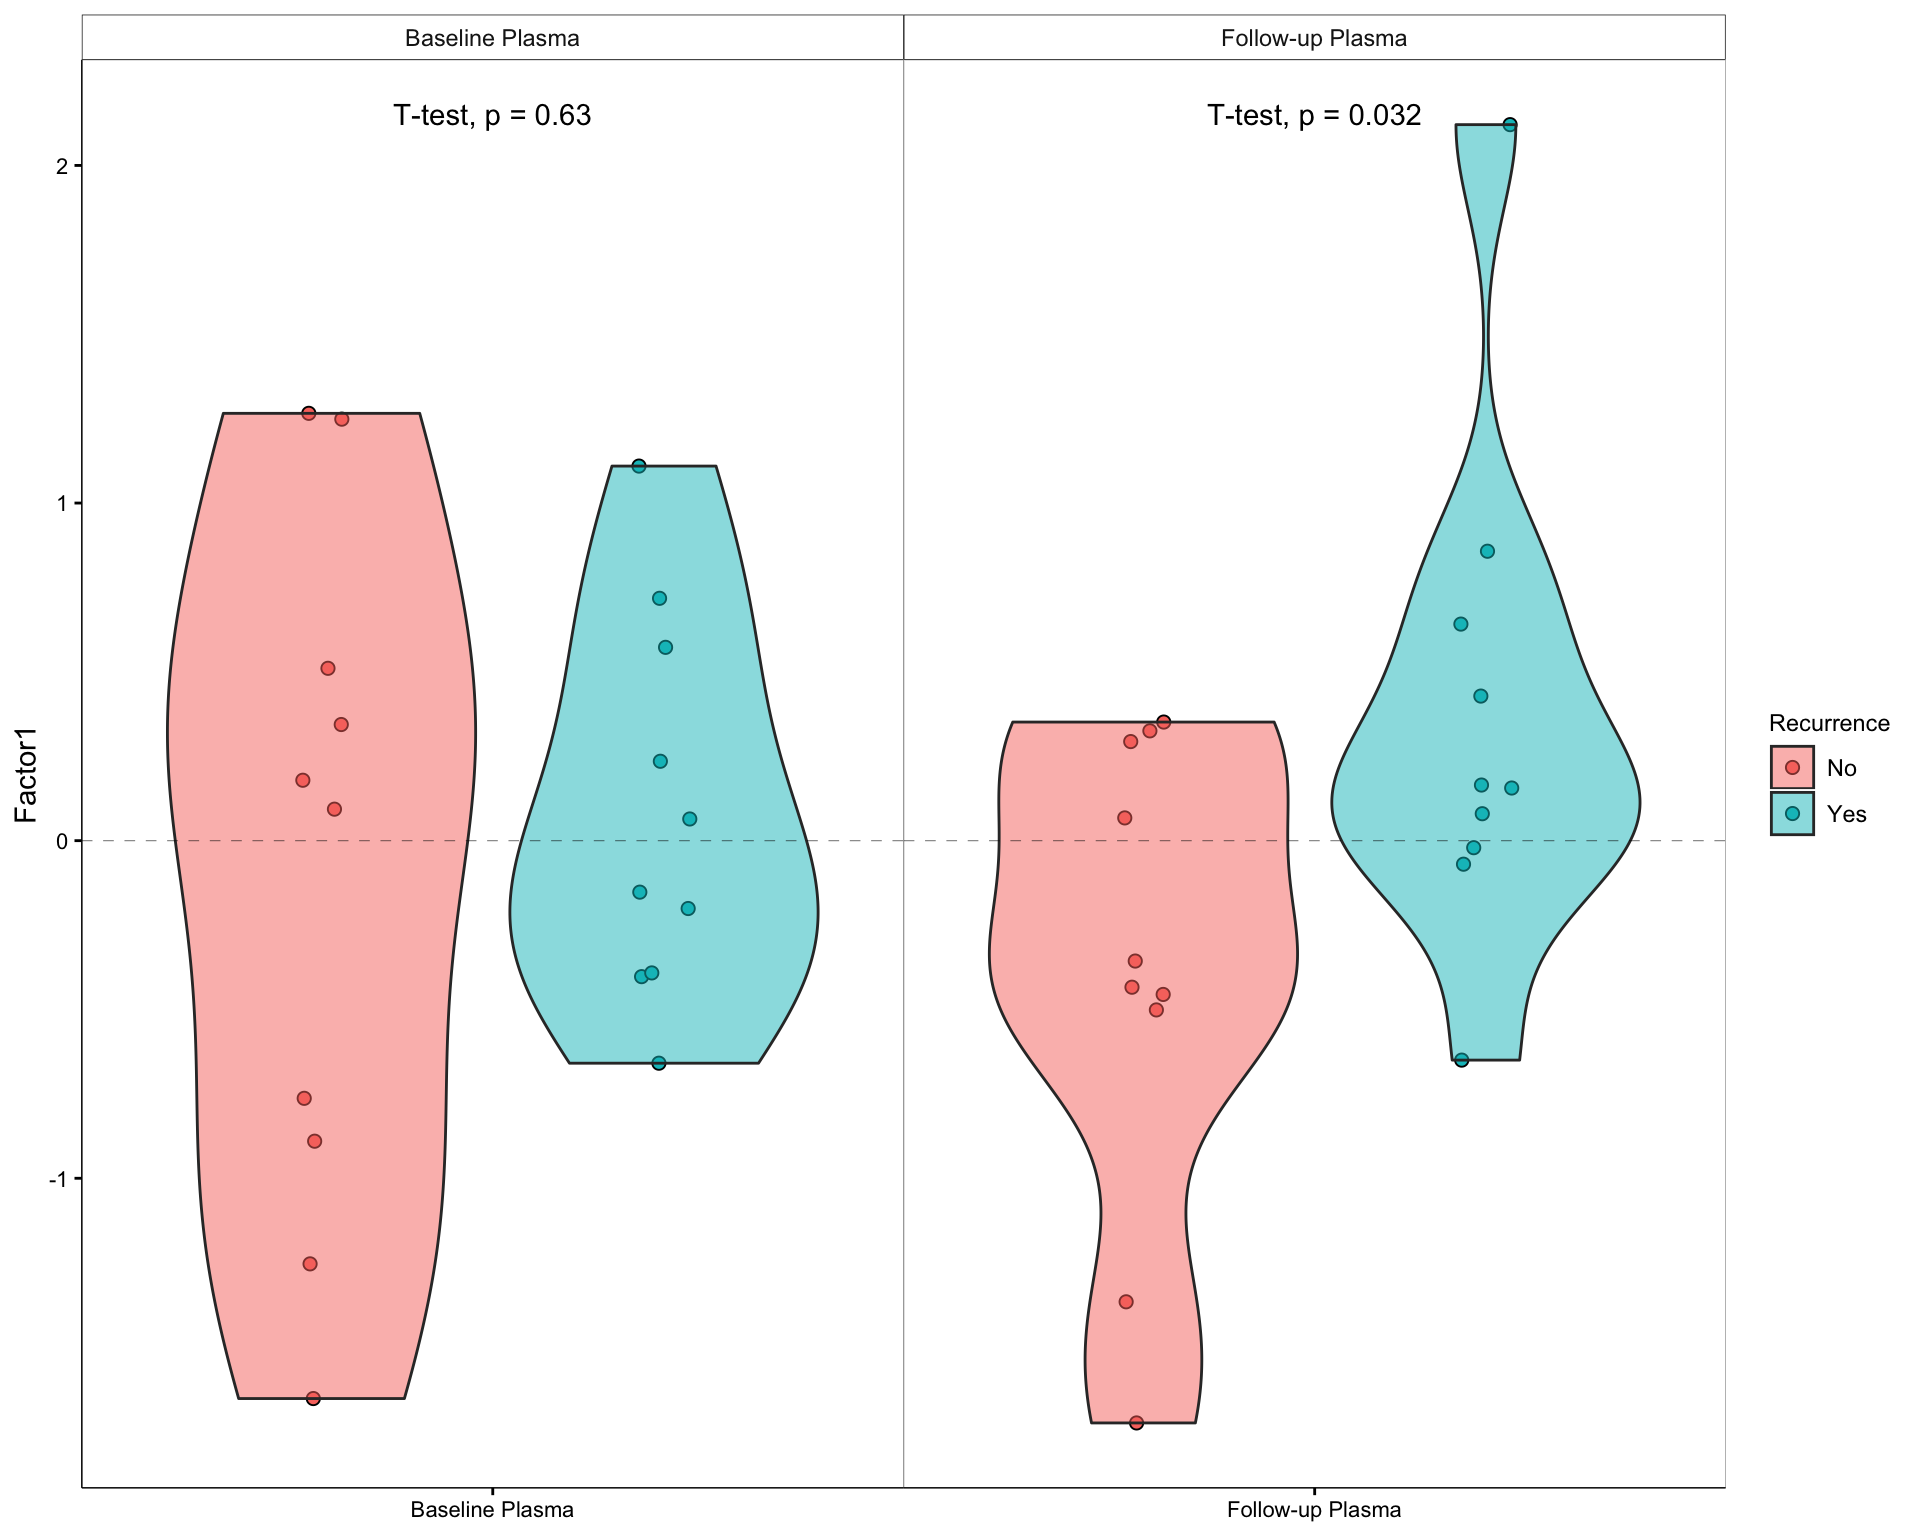 Baseline Plasma
Follow-up Plasma
T-test, p = 0.63
T-test, p = 0.032
2
1
0
-1
Factor1
Baseline Plasma
Follow-up Plasma
Recurrence
No
Yes